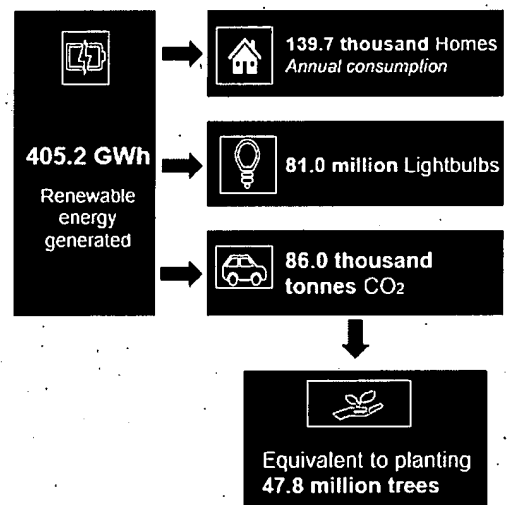 405.2 GWh
Renewable
energy
generated
139.7 thousand Homes
Annual consumption
81.0 million Lightbulbs
86.0 thousand
tonnes CO2
Equivalent to planting
47.8 million trees